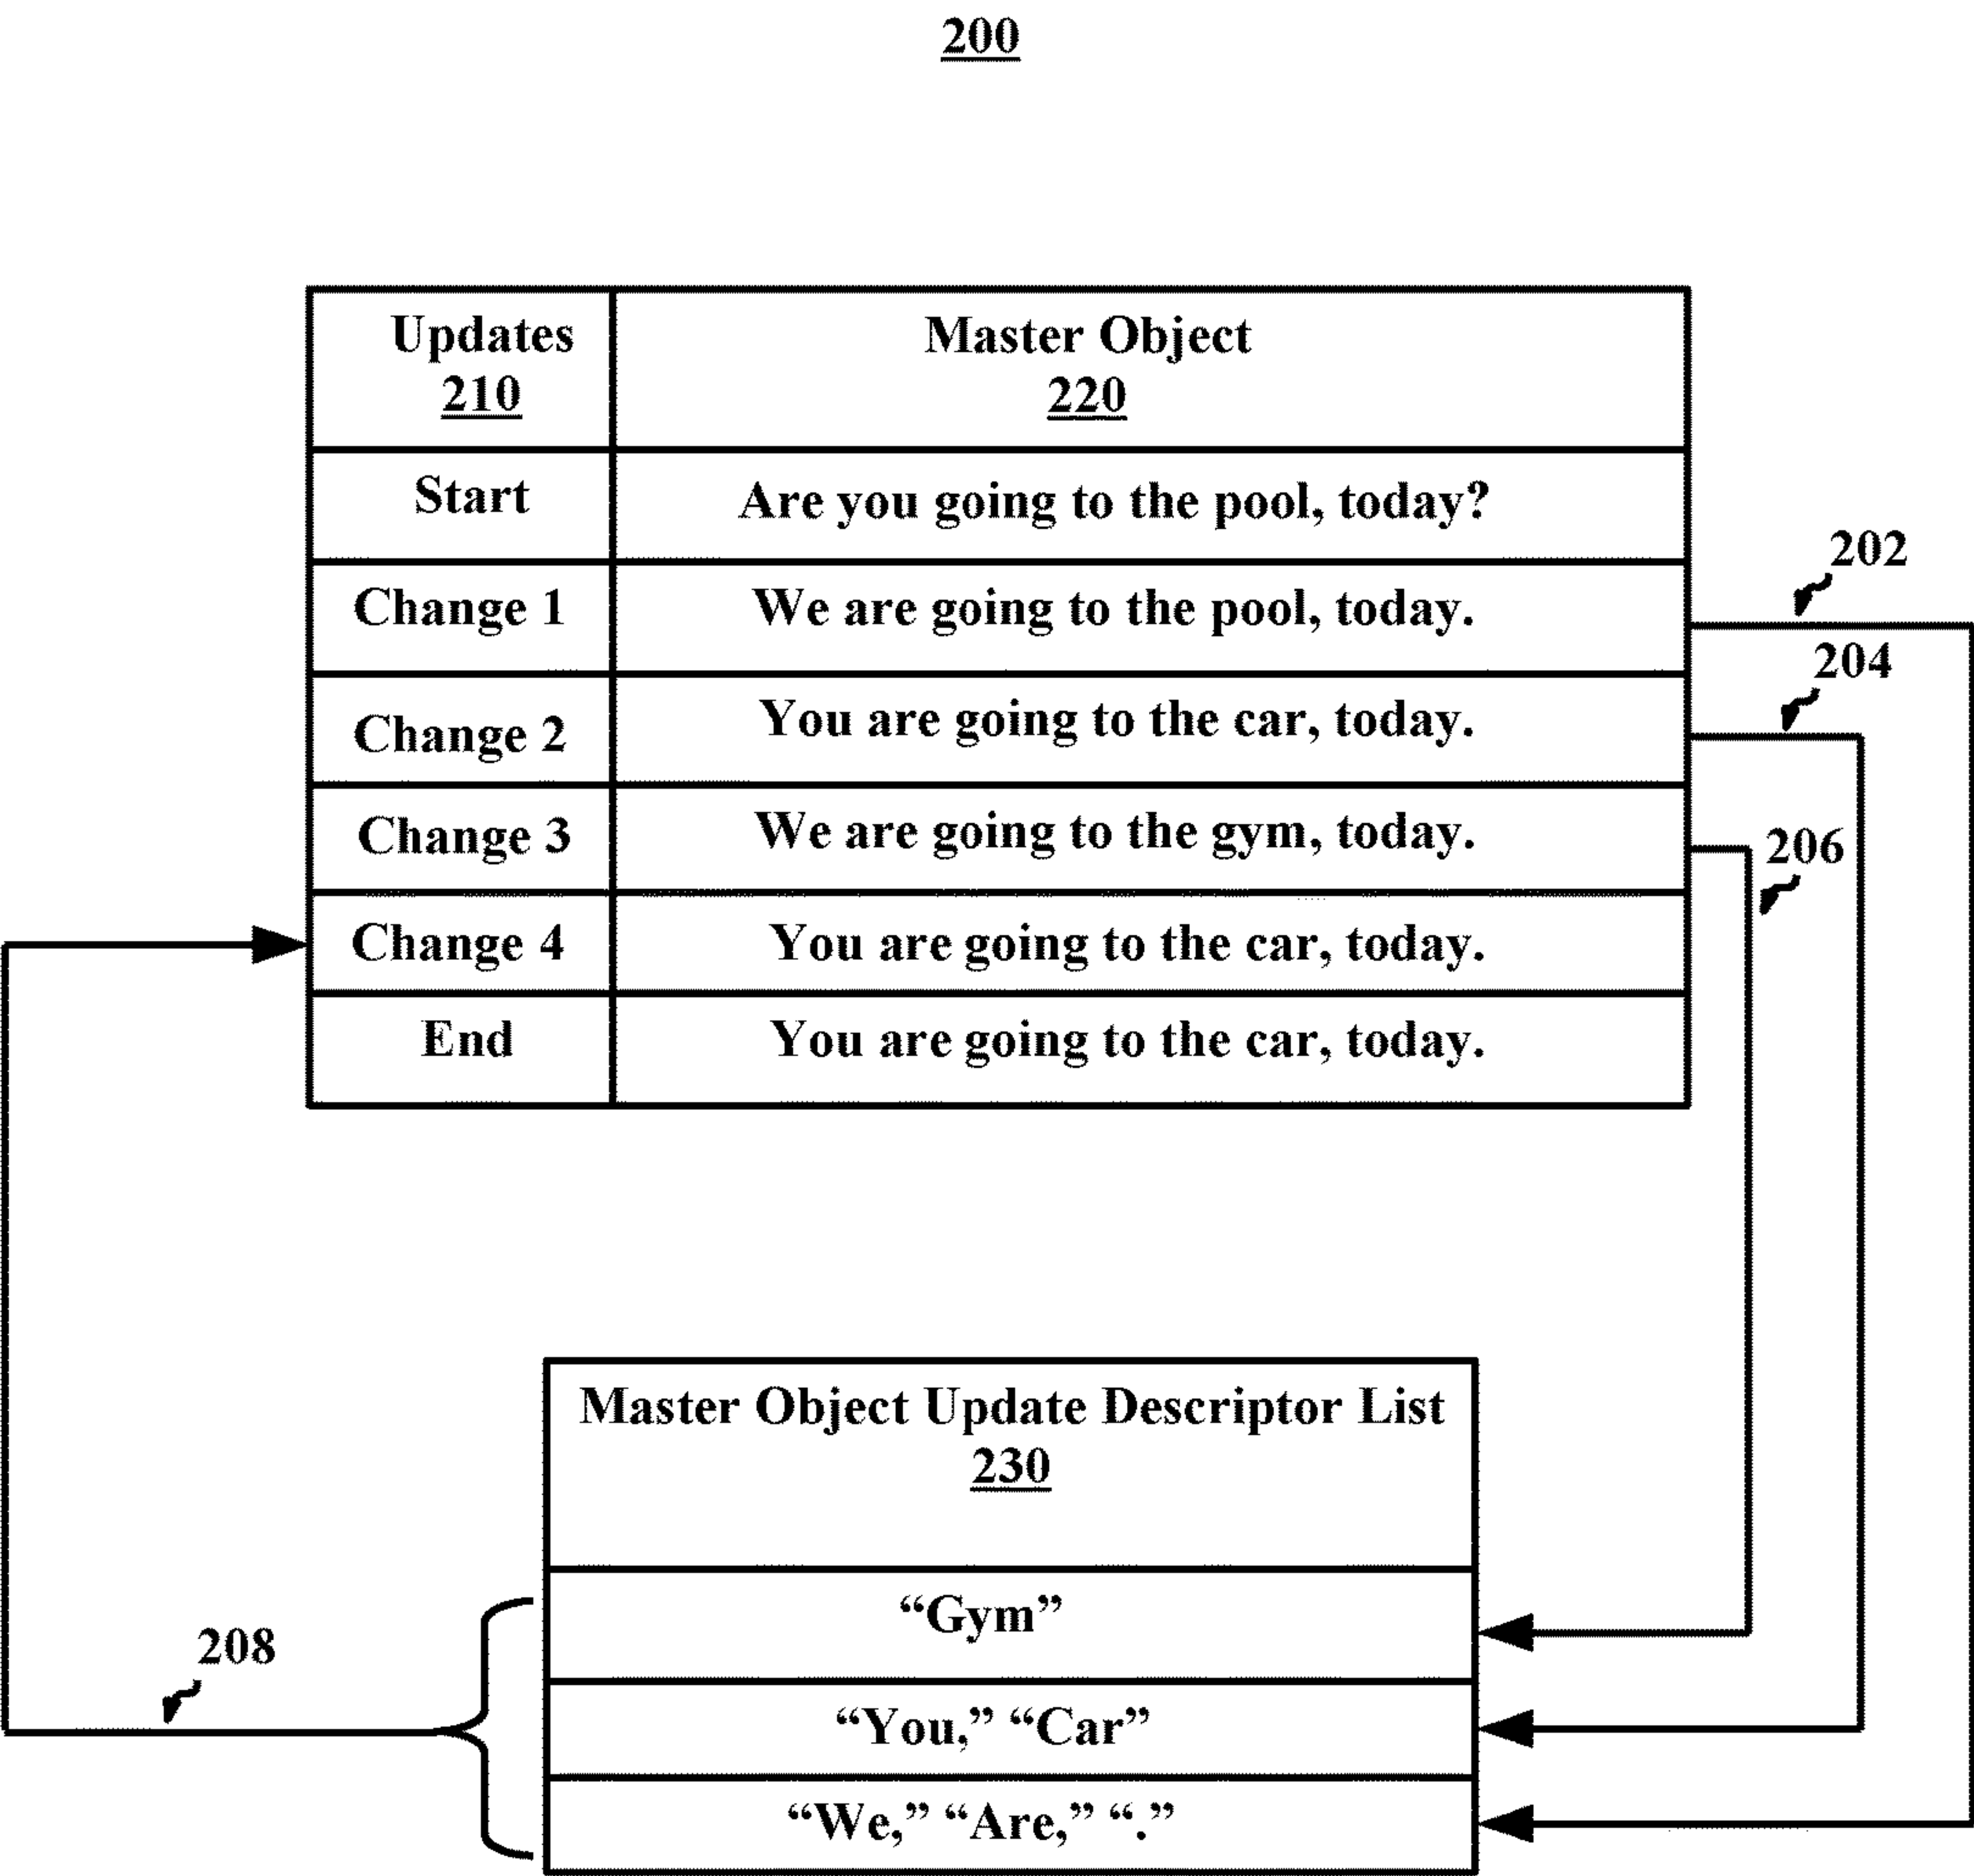 200
Updates
210
Master Object
220
Start
Are you going to the pool, today?
Change 1
We are going to the pool, today.
Change 2
You are going to the car, today.
Change 3
We are going to the gym, today.
Change 4
You are going to the car, today.
End
You are going to the car, today.
202
204
206
Master Object Update Descriptor List
230
“Gym”
“You,” “Car”
“We,” “Are,” “.”
208